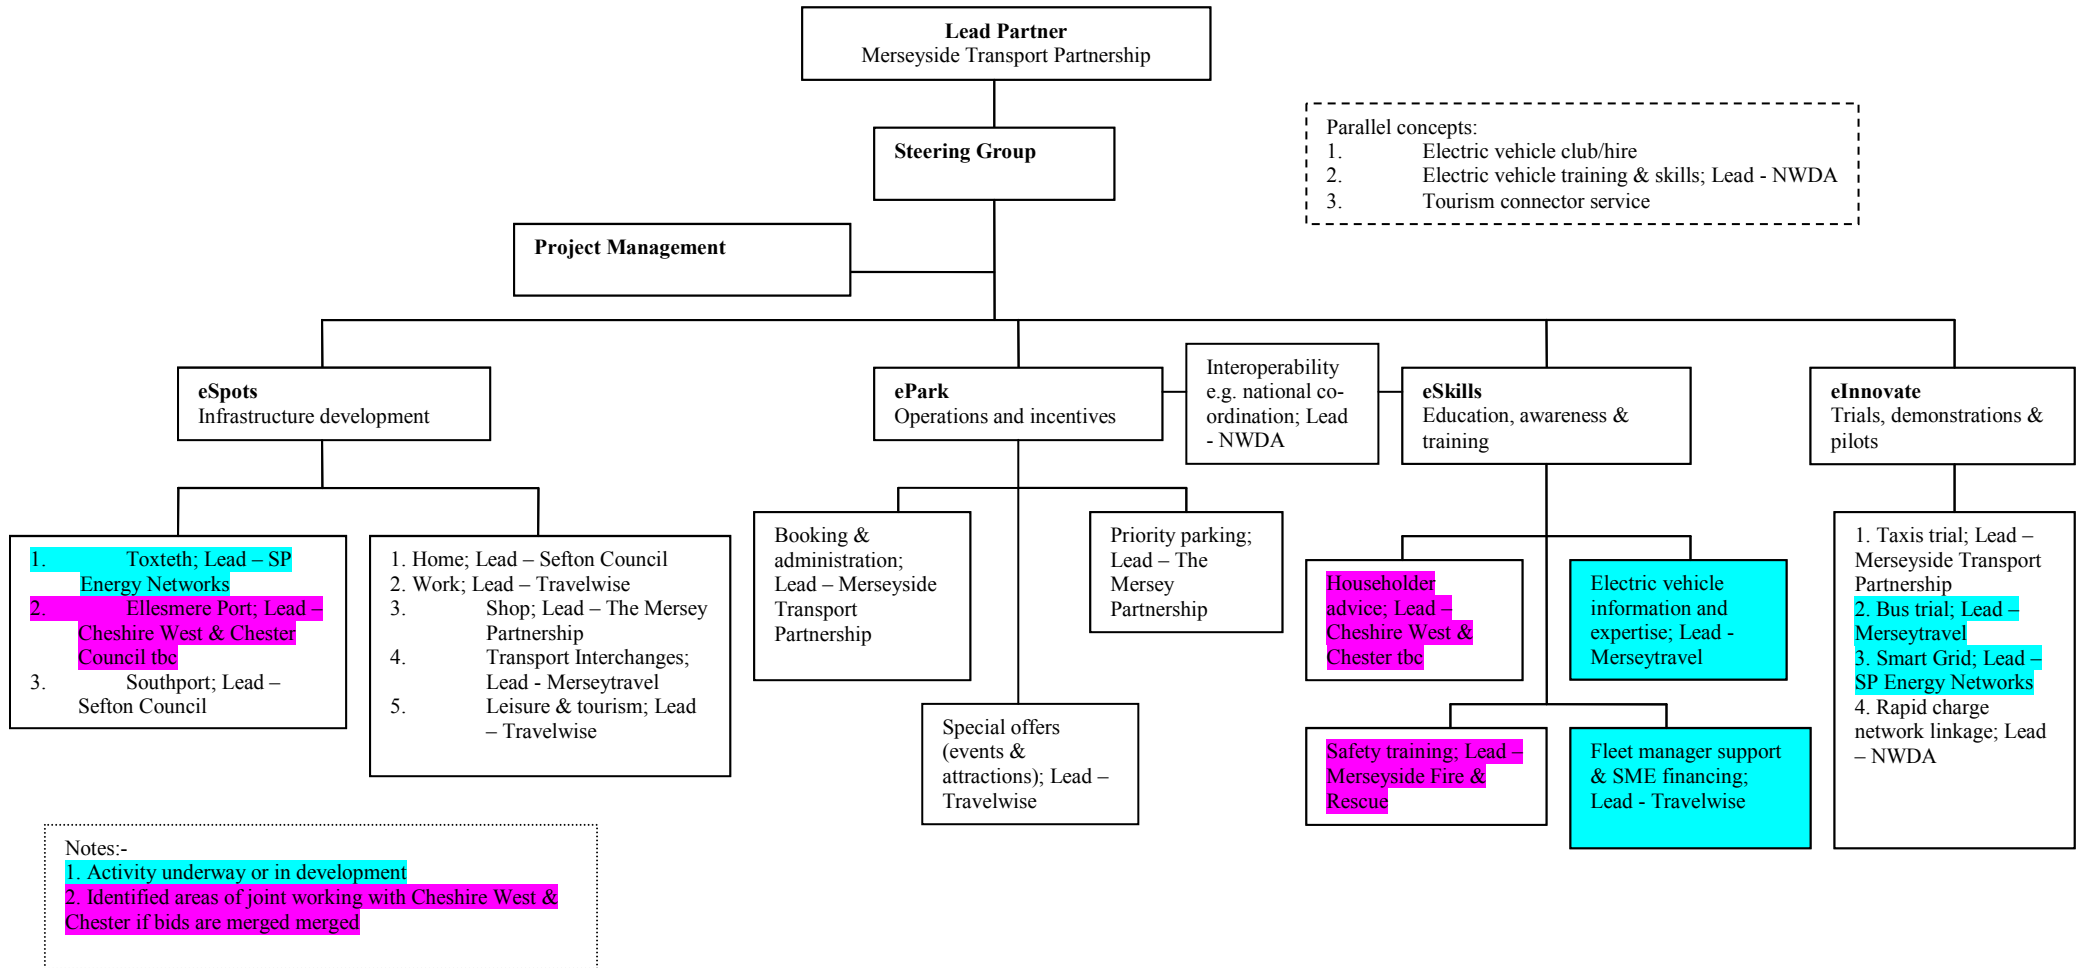 Lead Partner
Merseyside Transport Partnership
Steering Group
Parallel concepts:
1. Electric vehicle club/hire
2. Electric vehicle training & skills; Lead - NWDA
3. Tourism connector service
Project Management
eSpots
Infrastructure development
ePark
Operations and incentives
Interoperability
e.g. national co-
ordination; Lead
- NWDA
eSkills
Education, awareness &
training
eInnovate
Trials, demonstrations &
pilots
1. Toxteth; Lead – SP
Energy Networks
2. Ellesmere Port; Lead –
Cheshire West & Chester
Council tbc
3. Southport; Lead –
Sefton Council
1. Home; Lead – Sefton Council
2. Work; Lead – Travelwise
3. Shop; Lead – The Mersey
Partnership
4. Transport Interchanges;
Lead - Merseytravel
5. Leisure & tourism; Lead
– Travelwise
Booking &
administration;
Lead – Merseyside
Transport
Partnership
Priority parking;
Lead – The
Mersey
Partnership
Special offers
(events &
attractions); Lead –
Travelwise
Householder
advice; Lead –
Cheshire West &
Chester tbc
Electric vehicle
information and
expertise; Lead -
Merseytravel
Safety training; Lead –
Merseyside Fire &
Rescue
Fleet manager support
& SME financing;
Lead - Travelwise
1. Taxis trial; Lead –
Merseyside Transport
Partnership
2. Bus trial; Lead –
Merseytravel
3. Smart Grid; Lead –
SP Energy Networks
4. Rapid charge
network linkage; Lead
– NWDA
Notes:-
1. Activity underway or in development
2. Identified areas of joint working with Cheshire West &
Chester if bids are merged merged